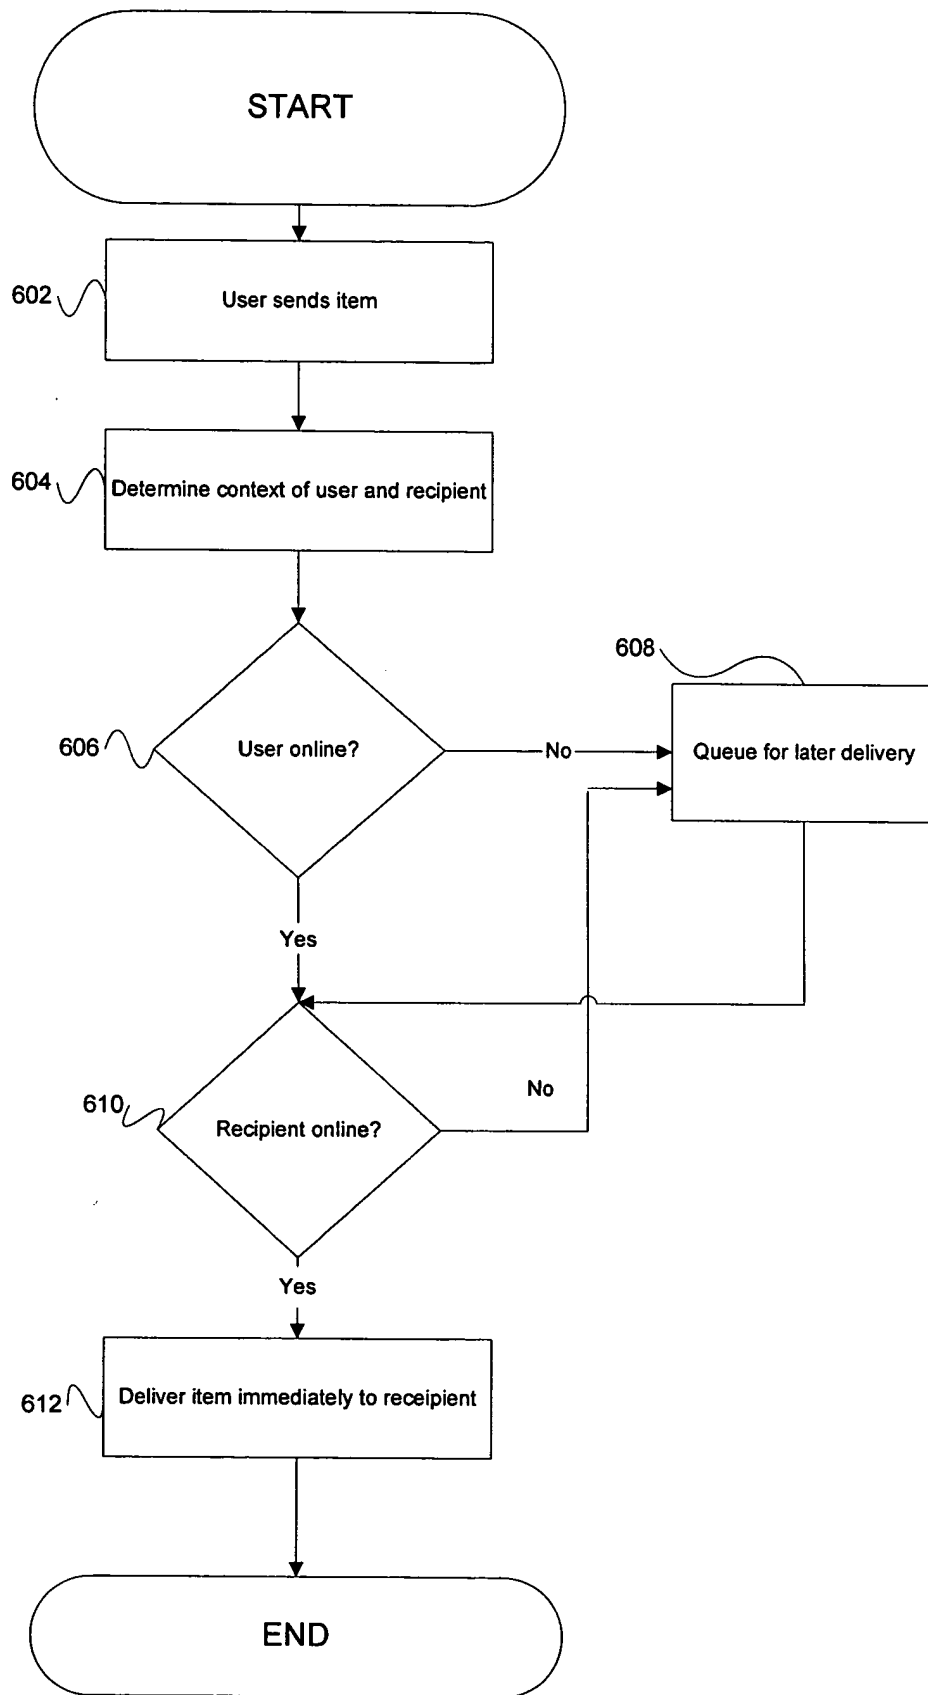 START
602
User sends item
604
Determine context of user and recipient
608
606
User online?
No
Queue for later delivery
Yes
No
610
Recipient online?
Yes
612
Deliver item immediately to receipient
END